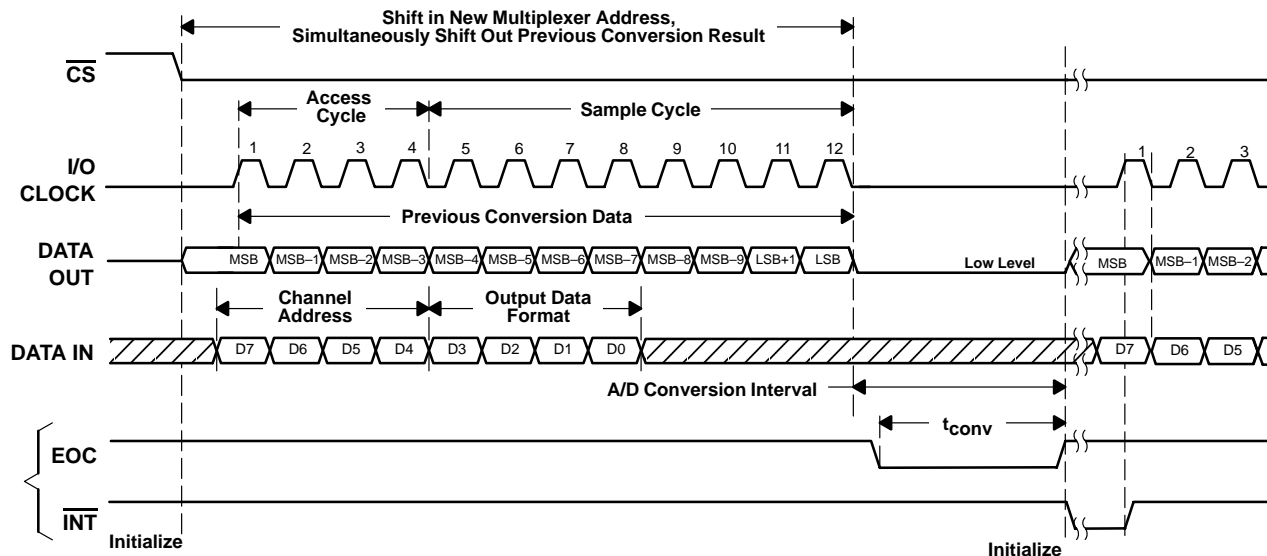 Shift in New Multiplexer Address,
Simultaneously Shift Out Previous Conversion Result
CS
Access
Cycle
Sample Cycle
I/O
CLOCK
1 2 3 4 5 6 7 8 9 10 11 12 1 2 3
Previous Conversion Data
DATA
OUT
MSB MSB–1 MSB–2 MSB–3 MSB–4 MSB–5 MSB–6 MSB–7 MSB–8 MSB–9 LSB+1 LSB Low Level MSB MSB–1 MSB–2
Channel
Address
Output Data
Format
DATA IN D7 D6 D5 D4 D3 D2 D1 D0 D7 D6 D5
A/D Conversion Interval
tconv
EOC
INT
Initialize Initialize